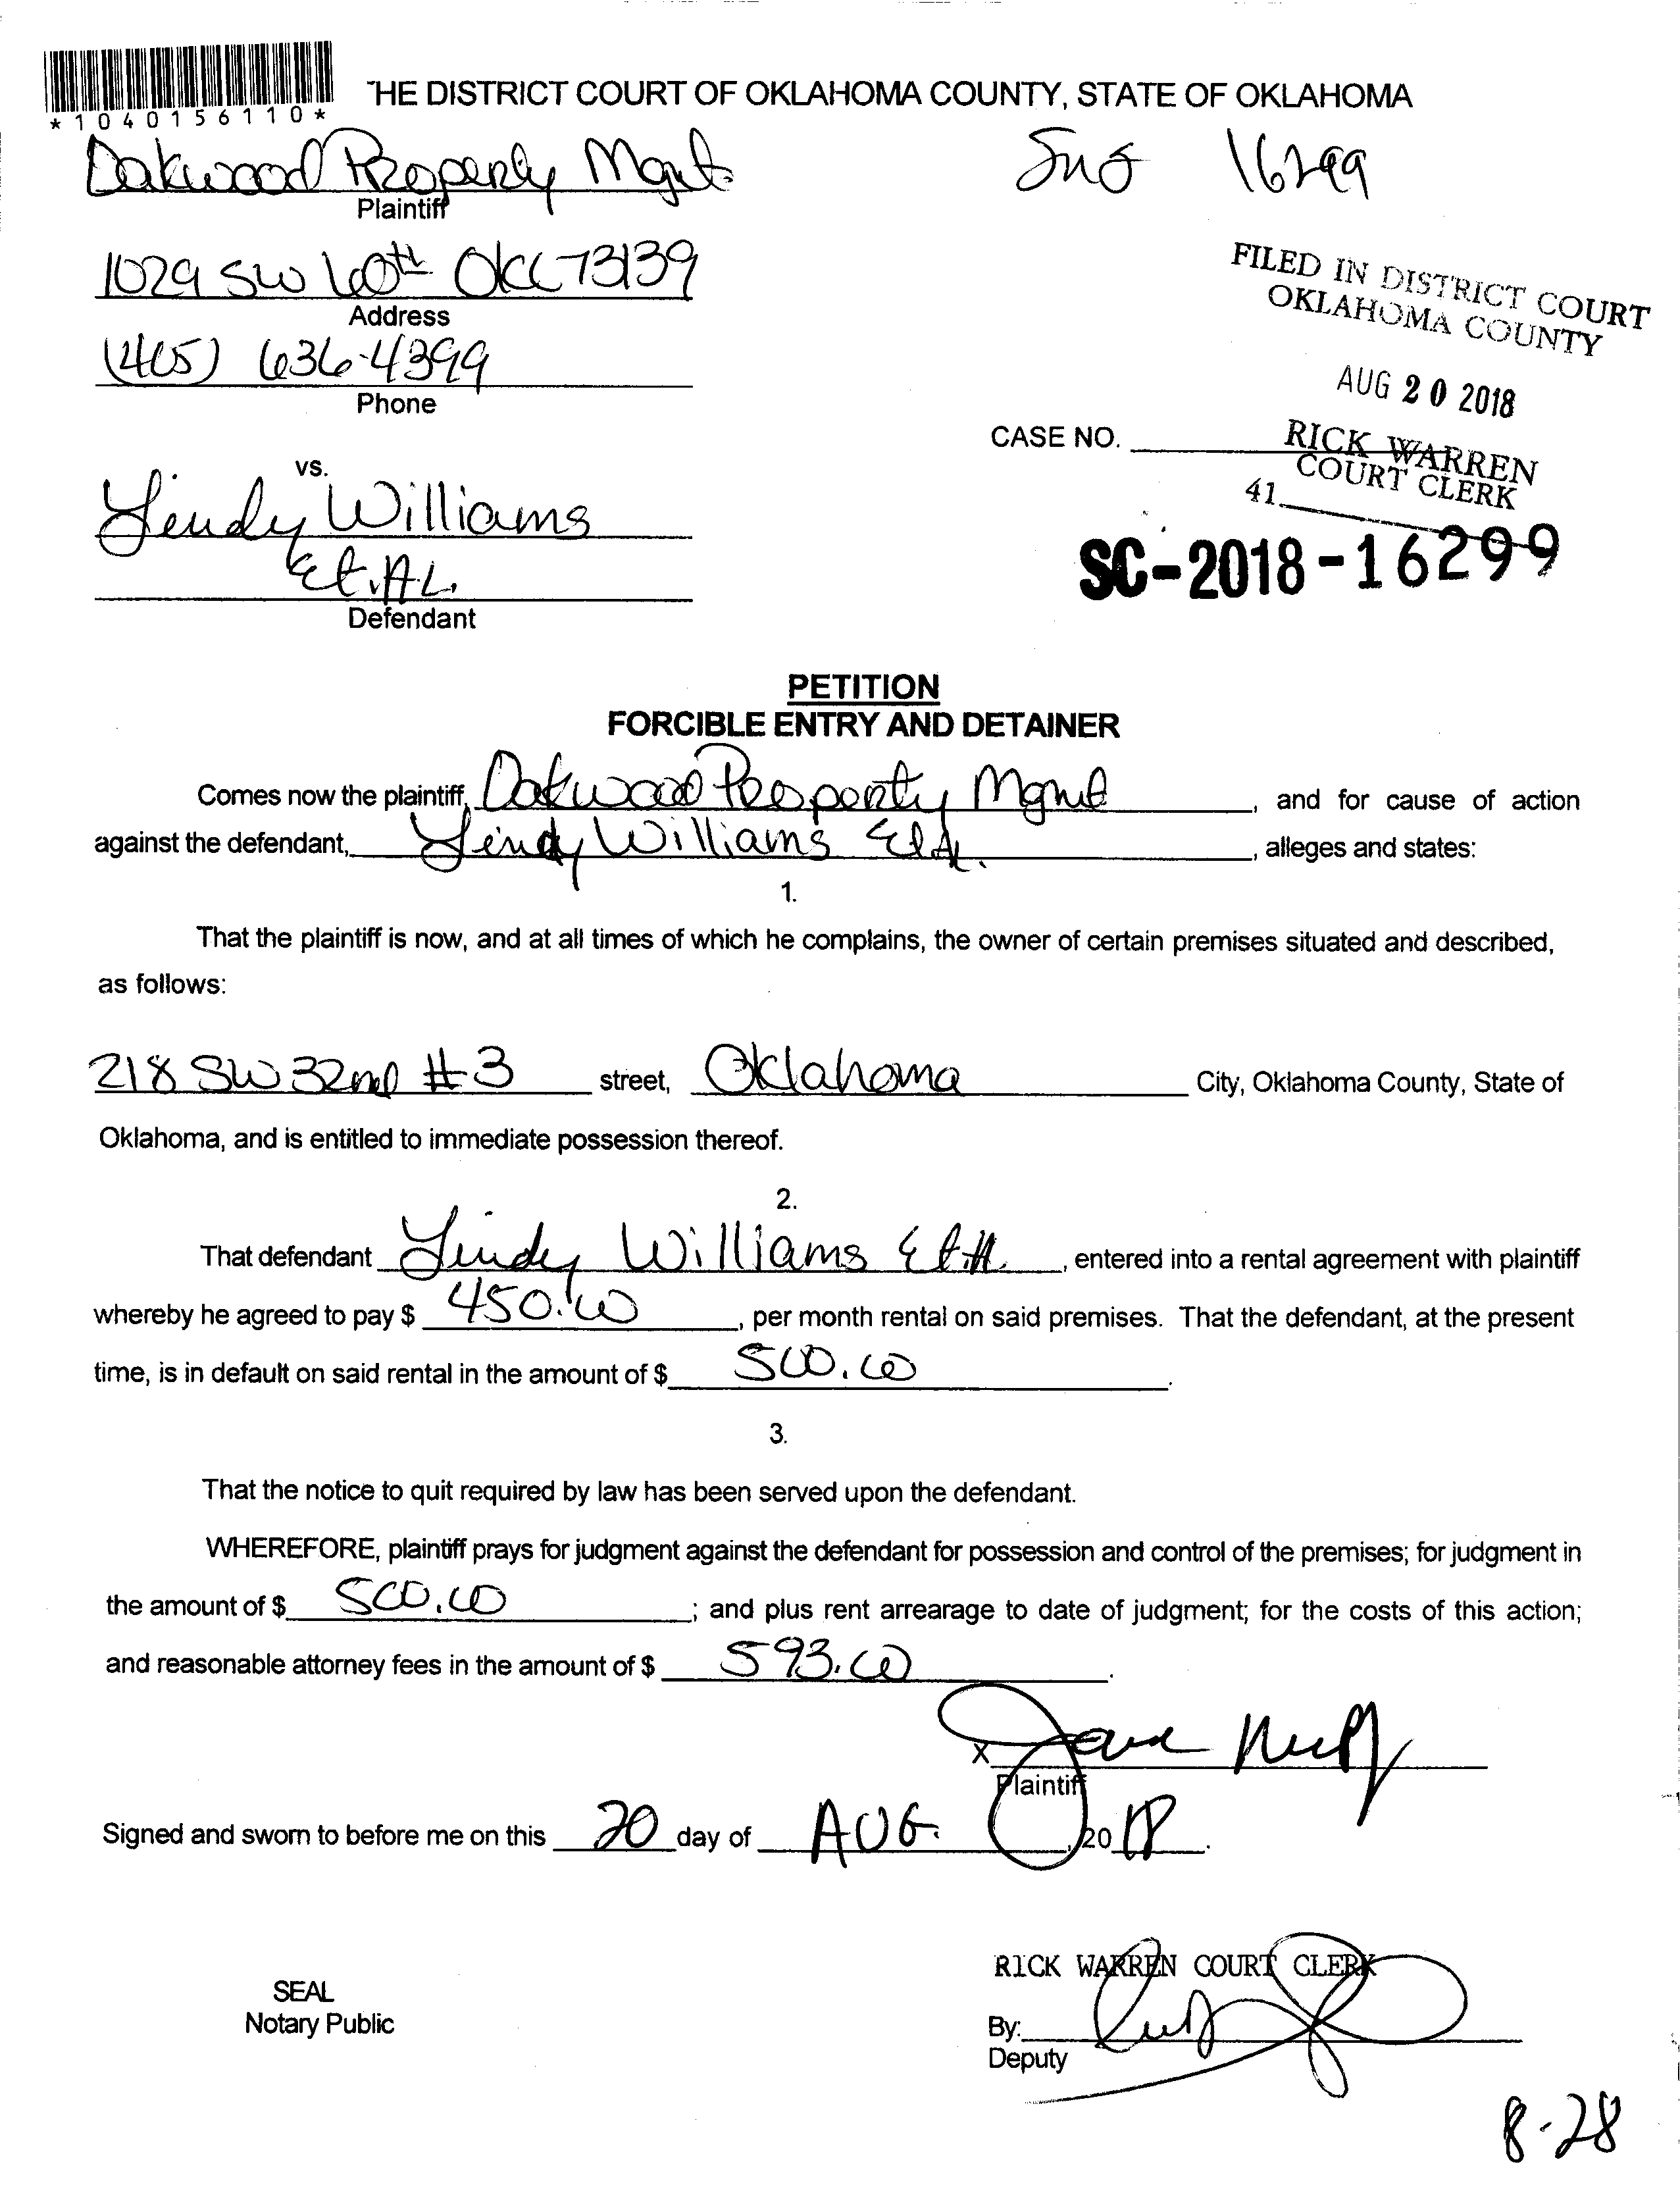 *1040156110*
THE DISTRICT COURT OF OKLAHOMA COUNTY, STATE OF OKLAHOMA
Oakwood Property Mgmt
16299
Plaintiff
1029 SW 60th OKC 73139
Address
(405) 636-4399
Phone
FILED IN DISTRICT COURT
OKLAHOMA COUNTY
AUG 20 2018
CASE NO.
RICK WARREN
COURT CLERK
41
vs.
Lindy Williams
Et. AL.
Defendant
SC-2018-16299
PETITION
FORCIBLE ENTRY AND DETAINER
Comes now the plaintiff, Oakwood Property Mgmt, and for cause of action
against the defendant, Lindy Williams Et AL., alleges and states:
1.
That the plaintiff is now, and at all times of which he complains, the owner of certain premises situated and described,
as follows:
218 SW 32nd #3 street, Oklahoma City, Oklahoma County, State of
Oklahoma, and is entitled to immediate possession thereof.
2.
That defendant Lindy Williams Et Al., entered into a rental agreement with plaintiff
whereby he agreed to pay $ 450.00, per month rental on said premises. That the defendant, at the present
time, is in default on said rental in the amount of $ 500.00.
3.
That the notice to quit required by law has been served upon the defendant.
WHEREFORE, plaintiff prays for judgment against the defendant for possession and control of the premises; for judgment in
the amount of $ 500.00; and plus rent arrearage to date of judgment; for the costs of this action;
and reasonable attorney fees in the amount of $ 593.00.
X
Plaintiff
Signed and sworn to before me on this 20 day of AUG., 2018.
RICK WARREN COURT CLERK
SEAL
Notary Public
By:
Deputy
8-28